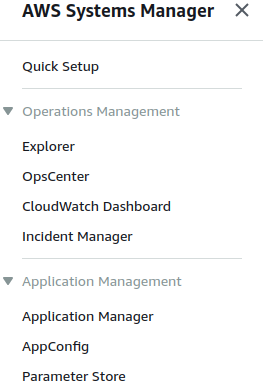 AWS Systems Manager
Quick Setup
Operations Management
Explorer
OpsCenter
CloudWatch Dashboard
Incident Manager
Application Management
Application Manager
AppConfig
Parameter Store